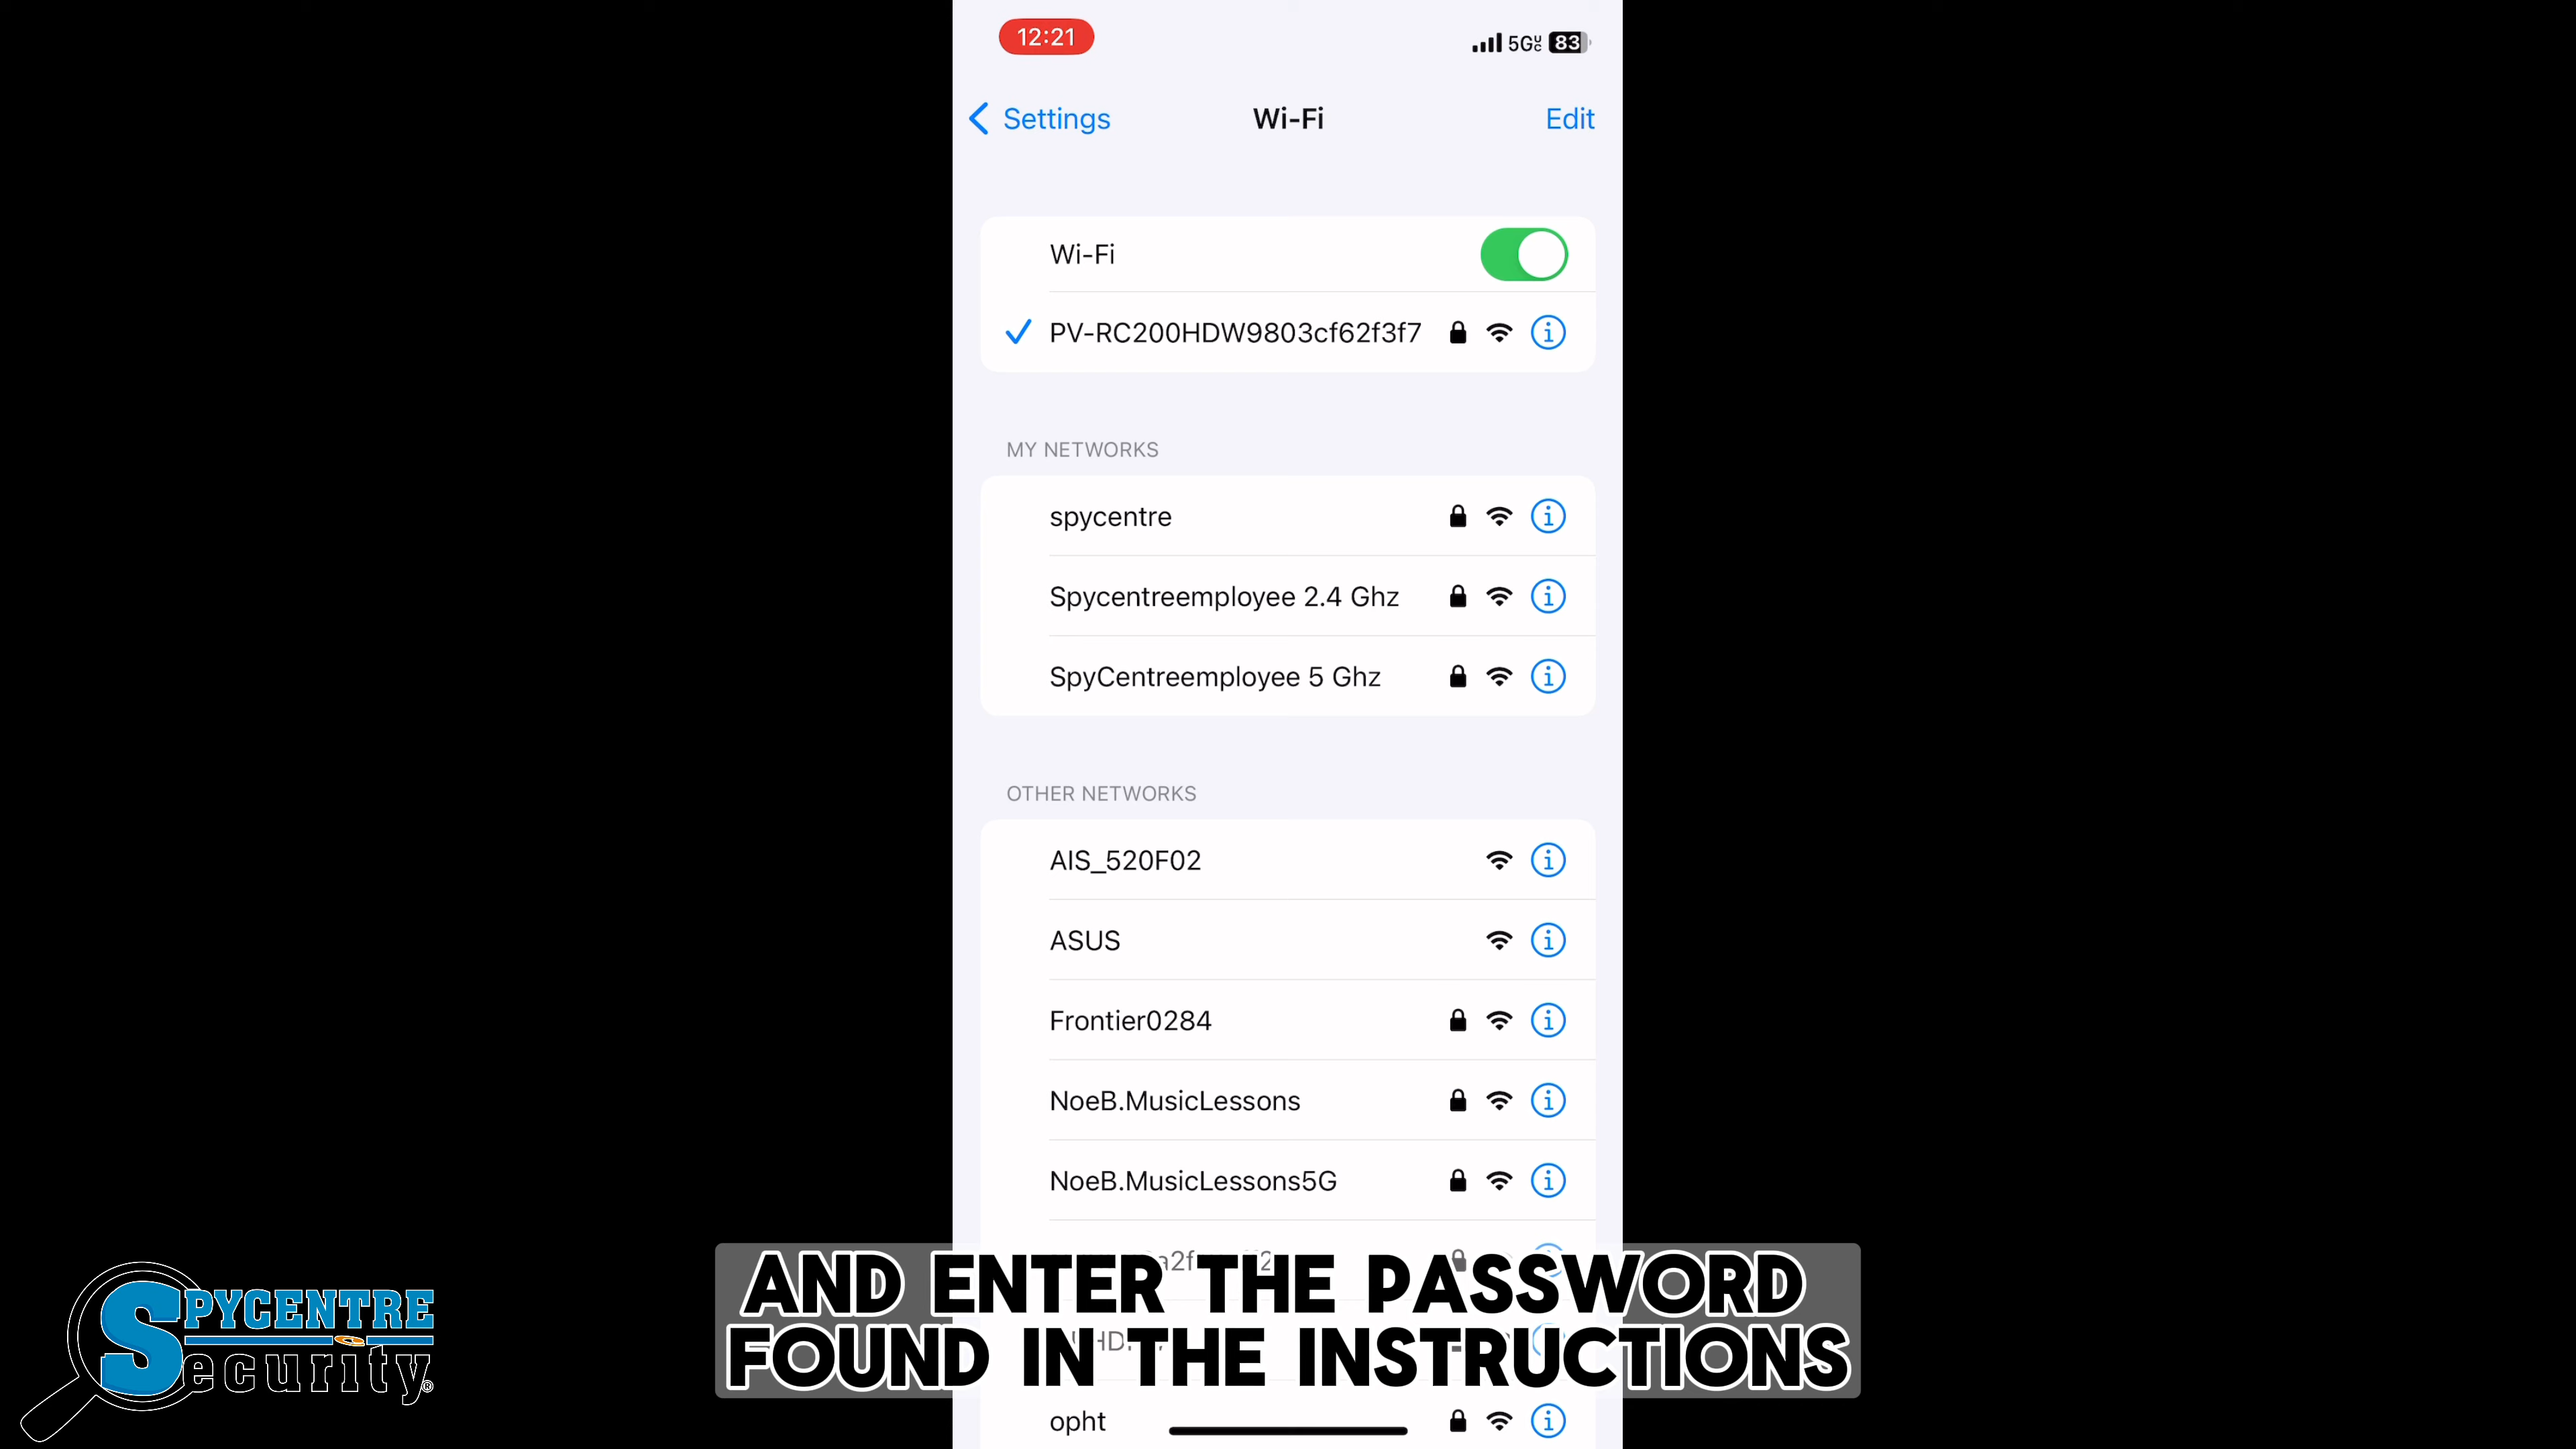 12:21
5GUC 83
Settings
Wi-Fi
Edit
Wi-Fi
PV-RC200HDW9803cf62f3f7
MY NETWORKS
spycentre
Spycentreemployee 2.4 Ghz
SpyCentreemployee 5 Ghz
OTHER NETWORKS
AIS_520F02
ASUS
Frontier0284
NoeB.MusicLessons
NoeB.MusicLessons5G
AND ENTER THE PASSWORD
FOUND IN THE INSTRUCTIONS
opht
SPYCENTRE
Security®